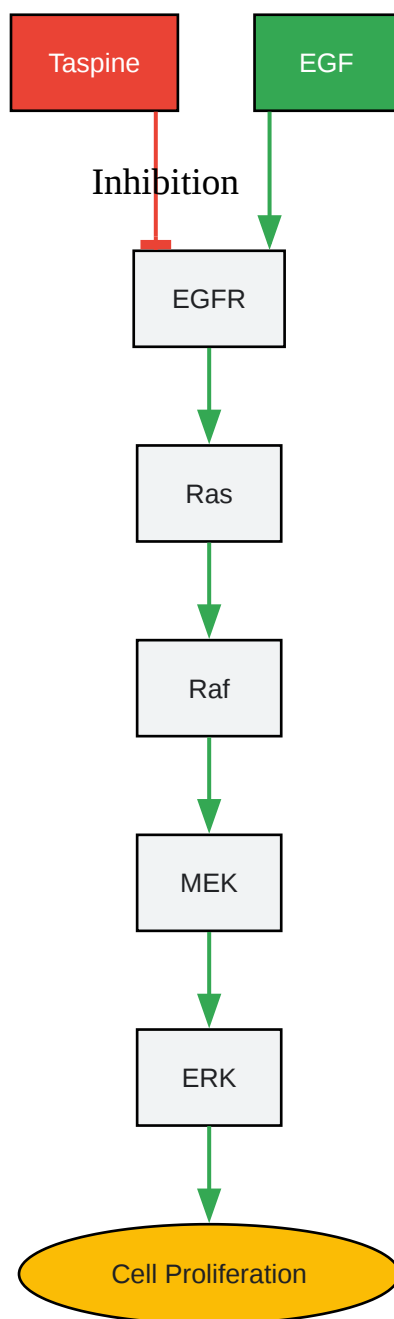 Taspine
EGF
Inhibition
EGFR
Ras
Raf
MEK
ERK
Cell Proliferation